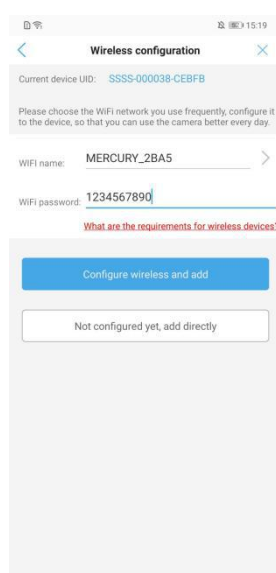 15:19
Wireless configuration
Current device UID: SSSS-000038-CEBFB
Please choose the WiFi network you use frequently, configure it
to the device, so that you can use the camera better every day.
WIFI name: MERCURY_2BA5
WiFi password: 1234567890
What are the requirements for wireless devices?
Configure wireless and add
Not configured yet, add directly